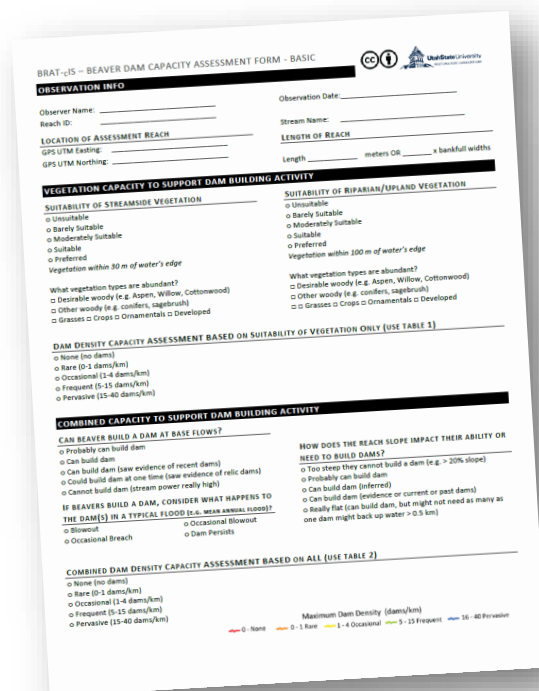 BRAT-cIS – BEAVER DAM CAPACITY ASSESSMENT FORM - BASIC
cc
UtahStateUniversity
OBSERVATION INFO
Observer Name:
Observation Date:
Reach ID:
Stream Name:
LOCATION OF ASSESSMENT REACH
GPS UTM Easting:
GPS UTM Northing:
LENGTH OF REACH
Length ________ meters OR ________ x bankfull widths
VEGETATION CAPACITY TO SUPPORT DAM BUILDING ACTIVITY
SUITABILITY OF STREAMSIDE VEGETATION
o Unsuitable
o Barely Suitable
o Moderately Suitable
o Suitable
o Preferred
Vegetation within 30 m of water's edge
What vegetation types are abundant?
□ Desirable woody (e.g. Aspen, Willow, Cottonwood)
□ Other woody (e.g. conifers, sagebrush)
□ Grasses □ Crops □ Ornamentals □ Developed
SUITABILITY OF RIPARIAN/UPLAND VEGETATION
o Unsuitable
o Barely Suitable
o Moderately Suitable
o Suitable
o Preferred
Vegetation within 100 m of water's edge
What vegetation types are abundant?
□ Desirable woody (e.g. Aspen, Willow, Cottonwood)
□ Other woody (e.g. conifers, sagebrush)
□ □ Grasses □ Crops □ Ornamentals □ Developed
DAM DENSITY CAPACITY ASSESSMENT BASED ON SUITABILITY OF VEGETATION ONLY (USE TABLE 1)
o None (no dams)
o Rare (0-1 dams/km)
o Occasional (1-4 dams/km)
o Frequent (5-15 dams/km)
o Pervasive (15-40 dams/km)
COMBINED CAPACITY TO SUPPORT DAM BUILDING ACTIVITY
CAN BEAVER BUILD A DAM AT BASE FLOWS?
o Probably can build dam
o Can build dam
o Can build dam (saw evidence of recent dams)
o Could build dam at one time (saw evidence of relic dams)
o Cannot build dam (stream power really high)
IF BEAVERS BUILD A DAM, CONSIDER WHAT HAPPENS TO
THE DAM(S) IN A TYPICAL FLOOD (E.G. MEAN ANNUAL FLOOD)?
o Blowout
o Occasional Breach
o Occasional Blowout
o Dam Persists
HOW DOES THE REACH SLOPE IMPACT THEIR ABILITY OR
NEED TO BUILD DAMS?
o Too steep they cannot build a dam (e.g. > 20% slope)
o Probably can build dam
o Can build dam (inferred)
o Can build dam (evidence or current or past dams)
o Really flat (can build dam, but might not need as many as
one dam might back up water > 0.5 km)
COMBINED DAM DENSITY CAPACITY ASSESSMENT BASED ON ALL (USE TABLE 2)
o None (no dams)
o Rare (0-1 dams/km)
o Occasional (1-4 dams/km)
o Frequent (5-15 dams/km)
o Pervasive (15-40 dams/km)
Maximum Dam Density (dams/km)
0 - None 0 - 1 Rare 1 - 4 Occasional 5 - 15 Frequent 16 - 40 Pervasive